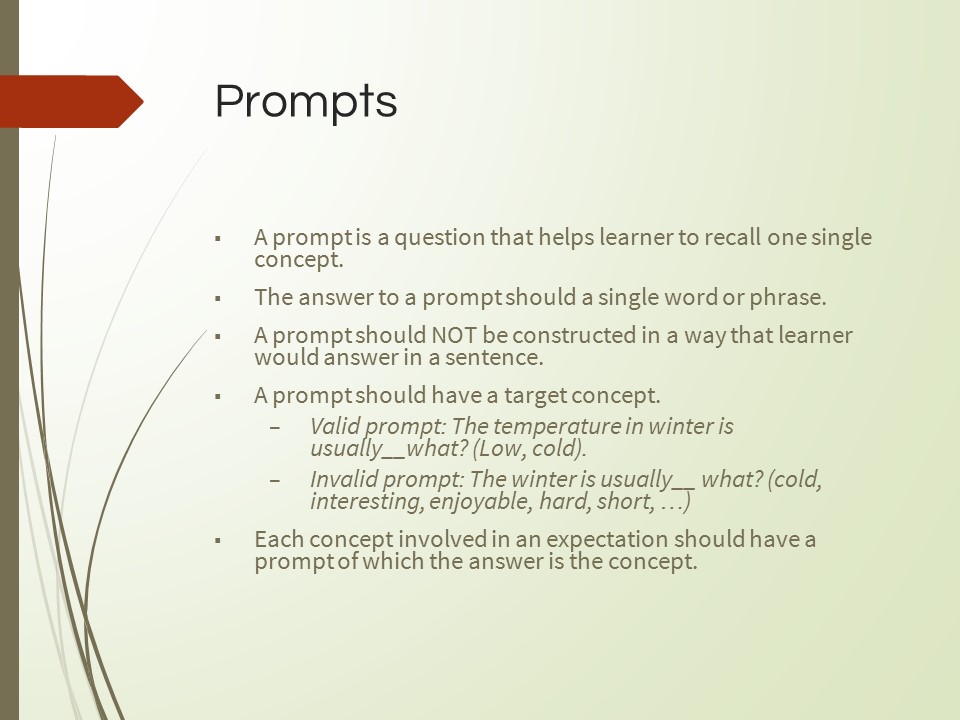 Prompts
▪ A prompt is a question that helps learner to recall one single
concept.
▪ The answer to a prompt should a single word or phrase.
▪ A prompt should NOT be constructed in a way that learner
would answer in a sentence.
▪ A prompt should have a target concept.
– Valid prompt: The temperature in winter is
usually__what? (Low, cold).
– Invalid prompt: The winter is usually__ what? (cold,
interesting, enjoyable, hard, short, …)
▪ Each concept involved in an expectation should have a
prompt of which the answer is the concept.